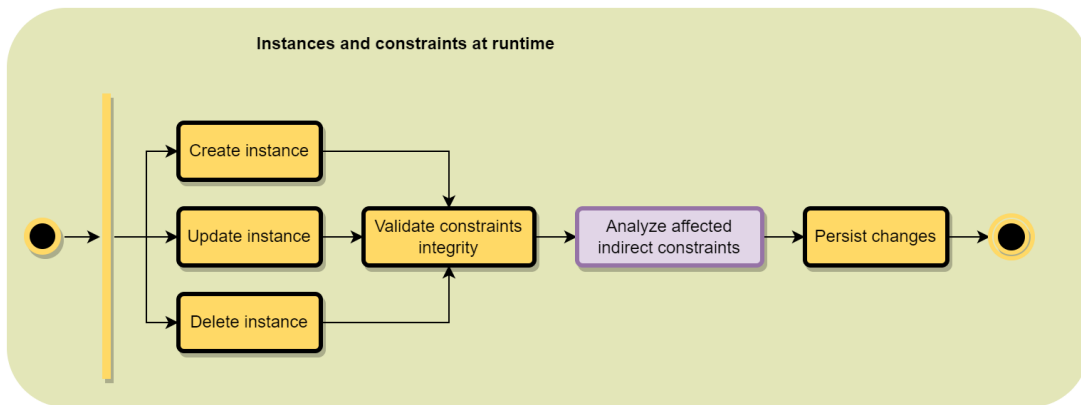 Instances and constraints at runtime
Create instance
Update instance
Delete instance
Validate constraints
integrity
Analyze affected
indirect constraints
Persist changes